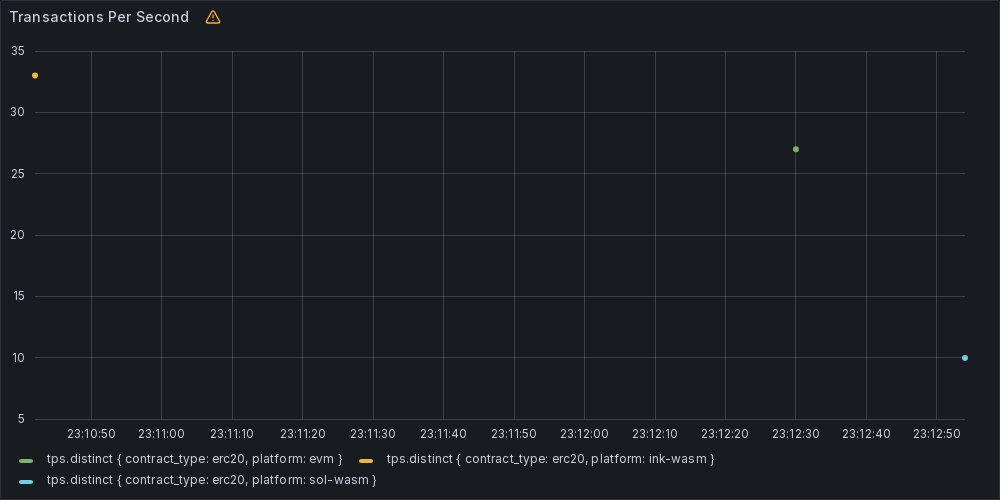 Transactions Per Second
35
30
25
20
15
10
5
23:10:50 23:11:00 23:11:10 23:11:20 23:11:30 23:11:40 23:11:50 23:12:00 23:12:10 23:12:20 23:12:30 23:12:40 23:12:50
tps.distinct { contract_type: erc20, platform: evm } tps.distinct { contract_type: erc20, platform: ink-wasm }
tps.distinct { contract_type: erc20, platform: sol-wasm }